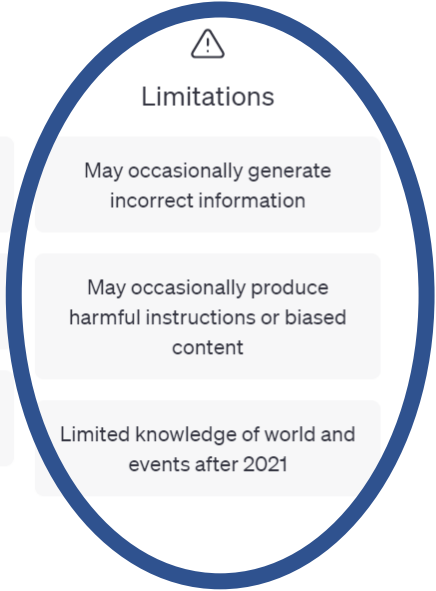 Limitations
May occasionally generate
incorrect information
May occasionally produce
harmful instructions or biased
content
Limited knowledge of world and
events after 2021